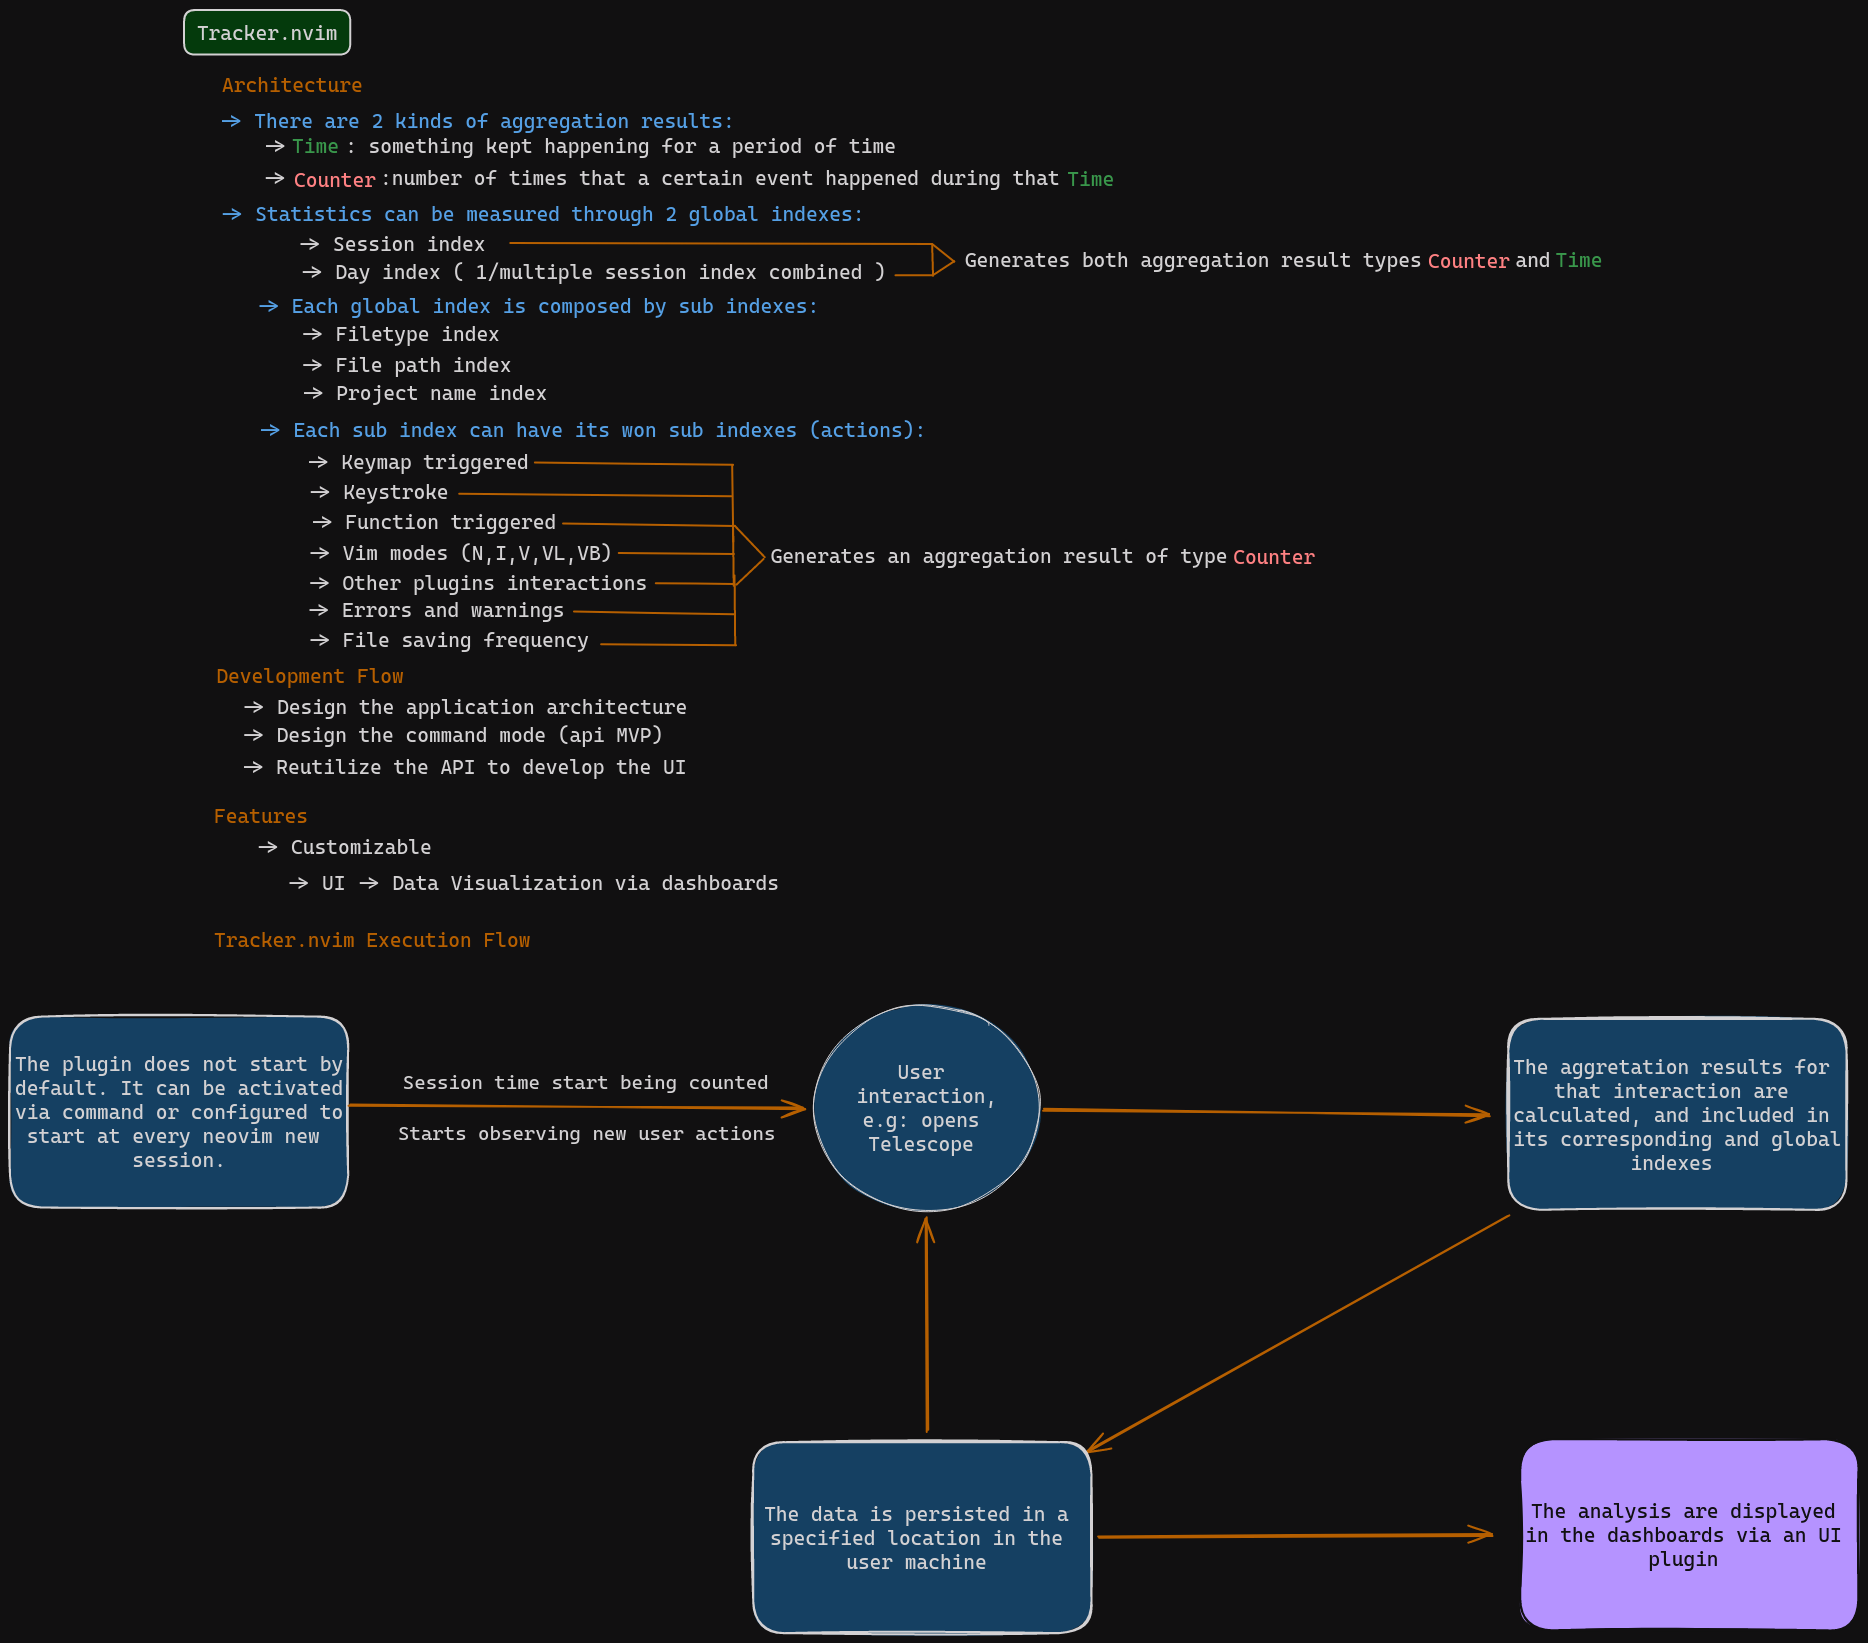 Tracker.nvim
Architecture
→ There are 2 kinds of aggregation results:
→ Time : something kept happening for a period of time
→ Counter :number of times that a certain event happened during that Time
→ Statistics can be measured through 2 global indexes:
→ Session index
→ Day index ( 1/multiple session index combined )
Generates both aggregation result types Counter and Time
→ Each global index is composed by sub indexes:
→ Filetype index
→ File path index
→ Project name index
→ Each sub index can have its won sub indexes (actions):
→ Keymap triggered
→ Keystroke
→ Function triggered
→ Vim modes (N,I,V,VL,VB)
→ Other plugins interactions
→ Errors and warnings
→ File saving frequency
Generates an aggregation result of type Counter
Development Flow
→ Design the application architecture
→ Design the command mode (api MVP)
→ Reutilize the API to develop the UI
Features
→ Customizable
→ UI → Data Visualization via dashboards
Tracker.nvim Execution Flow
The plugin does not start by
default. It can be activated
via command or configured to
start at every neovim new
session.
Session time start being counted
Starts observing new user actions
User
interaction,
e.g: opens
Telescope
The aggretation results for
that interaction are
calculated, and included in
its corresponding and global
indexes
The data is persisted in a
specified location in the
user machine
The analysis are displayed
in the dashboards via an UI
plugin